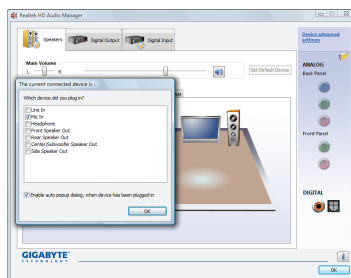 Realtek HD Audio Manager
Speakers
Digital Output
Digital Input
Device advanced settings
Main Volume
L
R
Set Default Device
ANALOG
Back Panel
Front Panel
DIGITAL
The current connected device is :
Which device did you plug in?
Line In
Mic In
Headphone
Front Speaker Out
Rear Speaker Out
Center/Subwoofer Speaker Out
Side Speaker Out
Enable auto popup dialog, when device has been plugged in
OK
GIGABYTE
TECHNOLOGY
OK